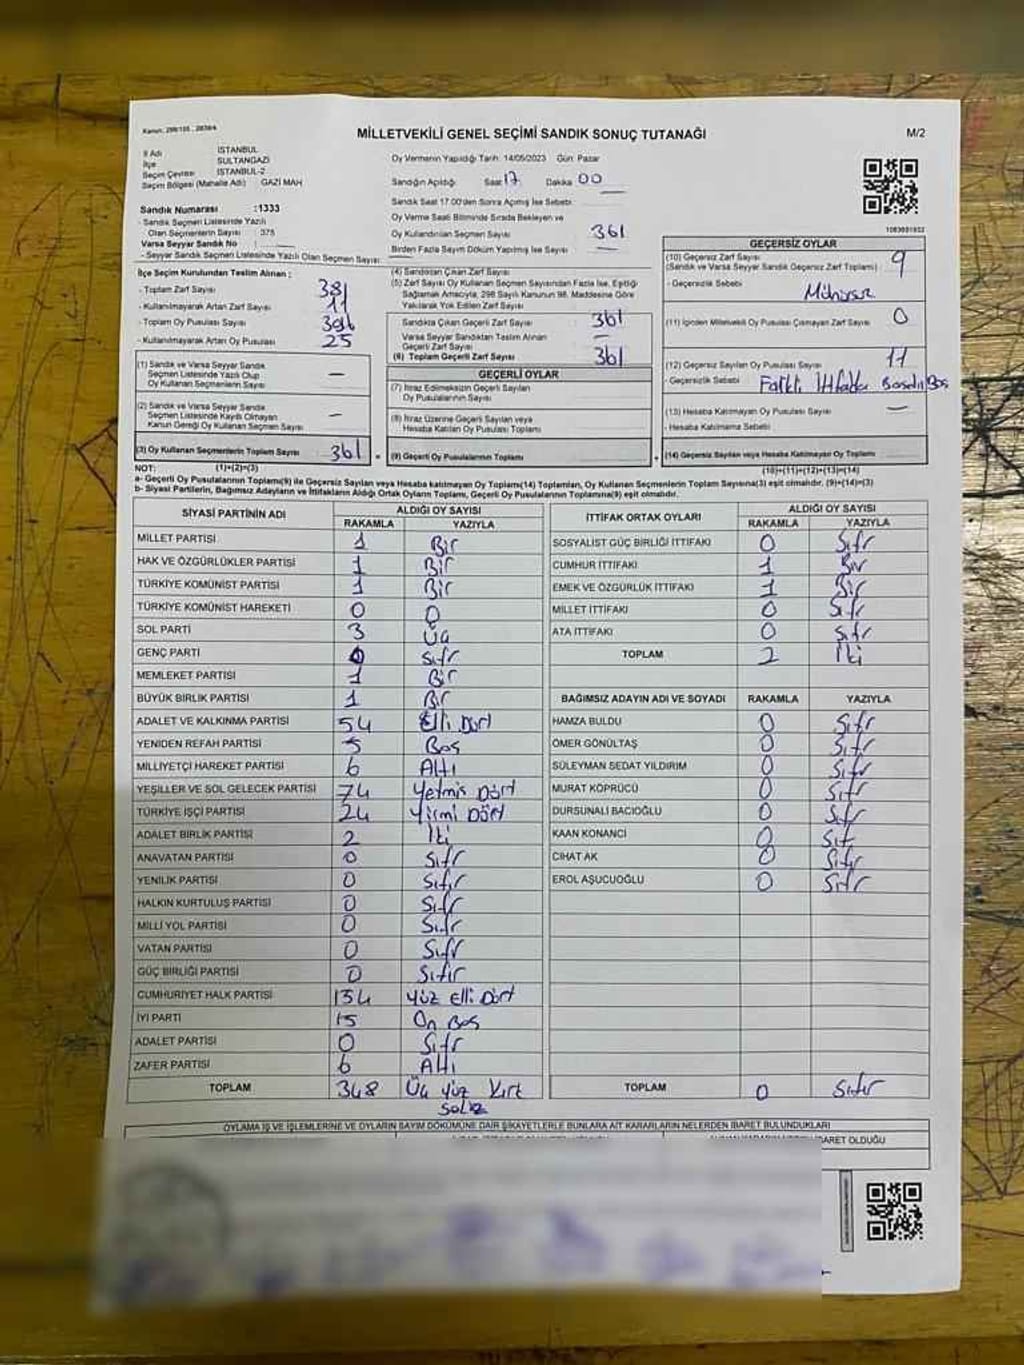 Kanun: 298/105 , 2839/4
MİLLETVEKİLİ GENEL SEÇİMİ SANDIK SONUÇ TUTANAĞI
M/2
İl Adı İSTANBUL
İlçe SULTANGAZİ
Seçim Çevresi İSTANBUL-2
Seçim Bölgesi (Mahalle Adı) GAZİ MAH
Oy Vermenin Yapıldığı Tarih: 14/05/2023 Gün: Pazar
Sandığın Açıldığı Saat 17 Dakika 00
Sandık Saat 17.00'den Sonra Açılmış İse Sebebi:
Sandık Numarası :1333
- Sandık Seçmen Listesinde Yazılı Olan Seçmenlerin Sayısı : 375
Varsa Seyyar Sandık No :
- Seyyar Sandık Seçmen Listesinde Yazılı Olan Seçmen Sayısı:
Oy Verme Saati Bitiminde Sırada Bekleyen ve
Oy Kullandırılan Seçmen Sayısı 361
Birden Fazla Sayım Döküm Yapılmış İse Sayısı —
İlçe Seçim Kurulundan Teslim Alınan :
- Toplam Zarf Sayısı 381
- Kullanılmayarak Artan Zarf Sayısı 11
- Toplam Oy Pusulası Sayısı
- Kullanılmayarak Artan Oy Pusulası 25
(1) Sandık ve Varsa Seyyar Sandık
Seçmen Listesinde Yazılı Olup
Oy Kullanan Seçmenlerin Sayısı —
(2) Sandık ve Varsa Seyyar Sandık
Seçmen Listesinde Kaydı Olmayan
Kanun Gereği Oy Kullanan Seçmen Sayısı —
(3) Oy Kullanan Seçmenlerin Toplam Sayısı 361
(4) Sandıktan Çıkan Zarf Sayısı
(5) Zarf Sayısı Oy Kullanan Seçmen Sayısından Fazla İse, Eşitliği
Sağlamak Amacıyla, 298 Sayılı Kanunun 98. Maddesine Göre
Yakılarak Yok Edilen Zarf Sayısı
Sandıkta Çıkan Geçerli Zarf Sayısı 361
Varsa Seyyar Sandıktan Teslim Alınan
Geçerli Zarf Sayısı —
(6) Toplam Geçerli Zarf Sayısı 361
GEÇERLİ OYLAR
(7) İtiraz Edilmeksizin Geçerli Sayılan
Oy Pusulalarının Sayısı
(8) İtiraz Üzerine Geçerli Sayılan veya
Hesaba Katılan Oy Pusulası Toplamı
= (9) Geçerli Oy Pusulalarının Toplamı
1083801932
GEÇERSİZ OYLAR
(10) Geçersiz Zarf Sayısı
(Sandık ve Varsa Seyyar Sandık Geçersiz Zarf Toplamı) 9
- Geçersizlik Sebebi Mühürsüz
(11) İçinden Milletvekili Oy Pusulası Çıkmayan Zarf Sayısı 0
(12) Geçersiz Sayılan Oy Pusulası Sayısı 11
- Geçersizlik Sebebi Farklı İttifaka Basılan, Boş
(13) Hesaba Katılmayan Oy Pusulası Sayısı —
- Hesaba Katılmama Sebebi
+ (14) Geçersiz Sayılan veya Hesaba Katılmayan Oy Toplamı
NOT: (1)+(2)=(3) (10)+(11)+(12)+(13)=(14)
a- Geçerli Oy Pusulalarının Toplamı(9) ile Geçersiz Sayılan veya Hesaba katılmayan Oy Toplam(14) Toplamları, Oy Kullanan Seçmenlerin Toplam Sayısına(3) eşit olmalıdır. (9)+(14)=(3)
b- Siyasi Partilerin, Bağımsız Adayların ve İttifakların Aldığı Ortak Oyların Toplamı, Geçerli Oy Pusulalarının Toplamına(9) eşit olmalıdır.
SİYASİ PARTİNİN ADI ALDIĞI OY SAYISI
RAKAMLA YAZIYLA
MİLLET PARTİSİ 1 Bir
HAK VE ÖZGÜRLÜKLER PARTİSİ 1 Bir
TÜRKİYE KOMÜNİST PARTİSİ 1 Bir
TÜRKİYE KOMÜNİST HAREKETİ 0 0
SOL PARTİ 3 Üç
GENÇ PARTİ 0 Sıfır
MEMLEKET PARTİSİ 1 Bir
BÜYÜK BİRLİK PARTİSİ 1 Bir
ADALET VE KALKINMA PARTİSİ 54 Elli Dört
YENİDEN REFAH PARTİSİ 5 Beş
MİLLİYETÇİ HAREKET PARTİSİ 6 Altı
YEŞİLLER VE SOL GELECEK PARTİSİ 74 Yetmiş Dört
TÜRKİYE İŞÇİ PARTİSİ 24 Yirmi Dört
ADALET BİRLİK PARTİSİ 2 İki
ANAVATAN PARTİSİ 0 Sıfır
YENİLİK PARTİSİ 0 Sıfır
HALKIN KURTULUŞ PARTİSİ 0 Sıfır
MİLLİ YOL PARTİSİ 0 Sıfır
VATAN PARTİSİ 0 Sıfır
GÜÇ BİRLİĞİ PARTİSİ 0 Sıfır
CUMHURİYET HALK PARTİSİ 154 Yüz Elli Dört
İYİ PARTİ 15 On Beş
ADALET PARTİSİ 0 Sıfır
ZAFER PARTİSİ 6 Altı
TOPLAM 348 Üç Yüz Kırk
Sekiz
İTTİFAK ORTAK OYLARI ALDIĞI OY SAYISI
RAKAMLA YAZIYLA
SOSYALİST GÜÇ BİRLİĞİ İTTİFAKI 0 Sıfır
CUMHUR İTTİFAKI 1 Bir
EMEK VE ÖZGÜRLÜK İTTİFAKI 1 Bir
MİLLET İTTİFAKI 0 Sıfır
ATA İTTİFAKI 0 Sıfır
TOPLAM 2 İki
BAĞIMSIZ ADAYIN ADI VE SOYADI RAKAMLA YAZIYLA
HAMZA BULDU 0 Sıfır
ÖMER GÖNÜLTAŞ 0 Sıfır
SÜLEYMAN SEDAT YILDIRIM 0 Sıfır
MURAT KÖPRÜCÜ 0 Sıfır
DURSUNALİ BACIOĞLU 0 Sıfır
KAAN KONANCİ 0 Sıfır
CİHAT AK 0 Sıfır
EROL AŞUCUOĞLU 0 Sıfır
TOPLAM 0 Sıfır
OYLAMA İŞ VE İŞLEMLERİNE VE OYLARIN SAYIM DÖKÜMÜNE DAİR ŞİKAYETLERLE BUNLARA AİT KARARLARIN NELERDEN İBARET BULUNDUKLARI
İBARET OLDUĞU